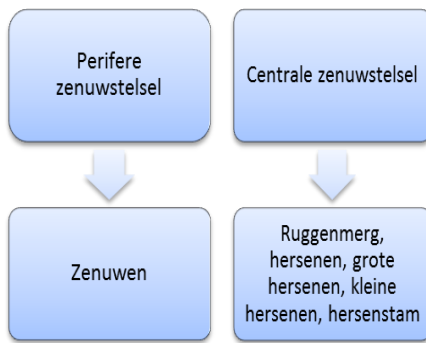 Perifere
zenuwstelsel
Centrale zenuwstelsel
Zenuwen
Ruggenmerg,
hersenen, grote
hersenen, kleine
hersenen, hersenstam